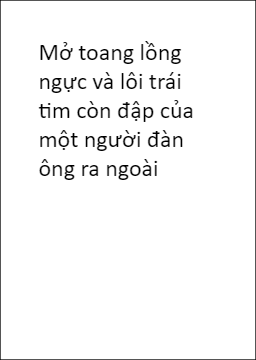 Mở toang lồng
ngực và lôi trái
tim còn đập của
một người đàn
ông ra ngoài